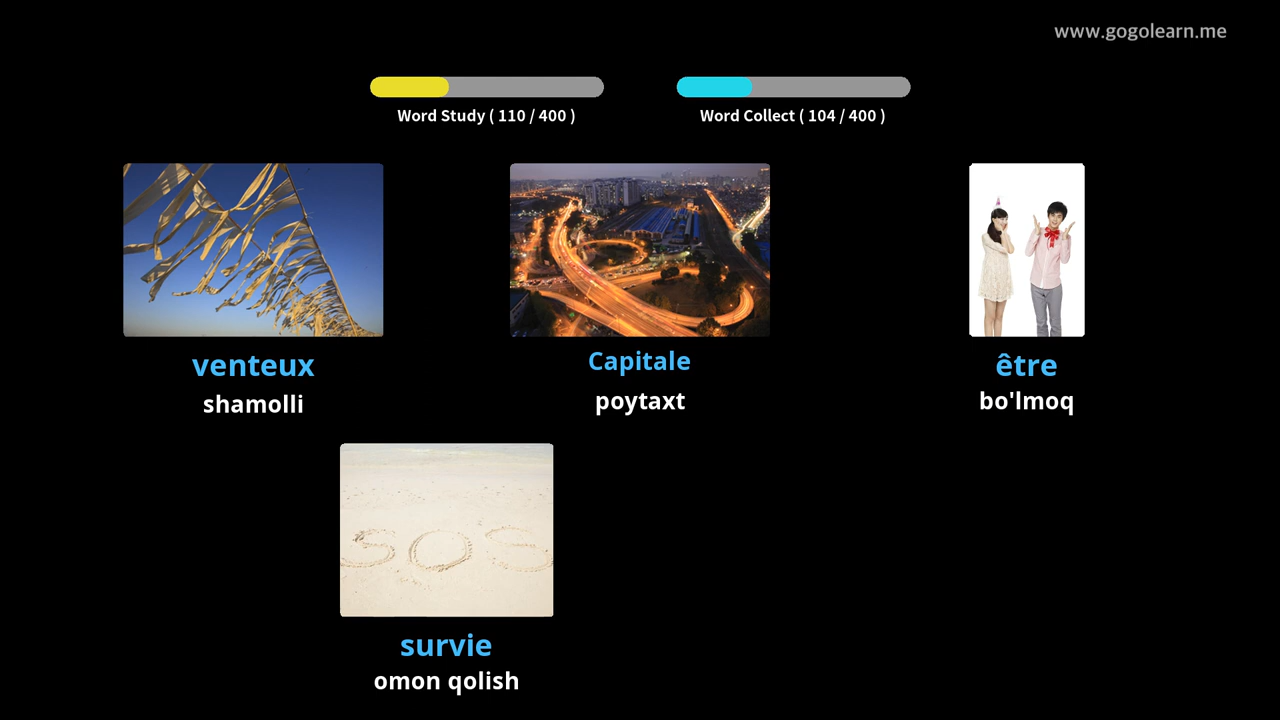 www.gogolearn.me
Word Study ( 110 / 400 )
Word Collect ( 104 / 400 )
venteux
shamolli
Capitale
poytaxt
être
bo'lmoq
SOS
survie
omon qolish